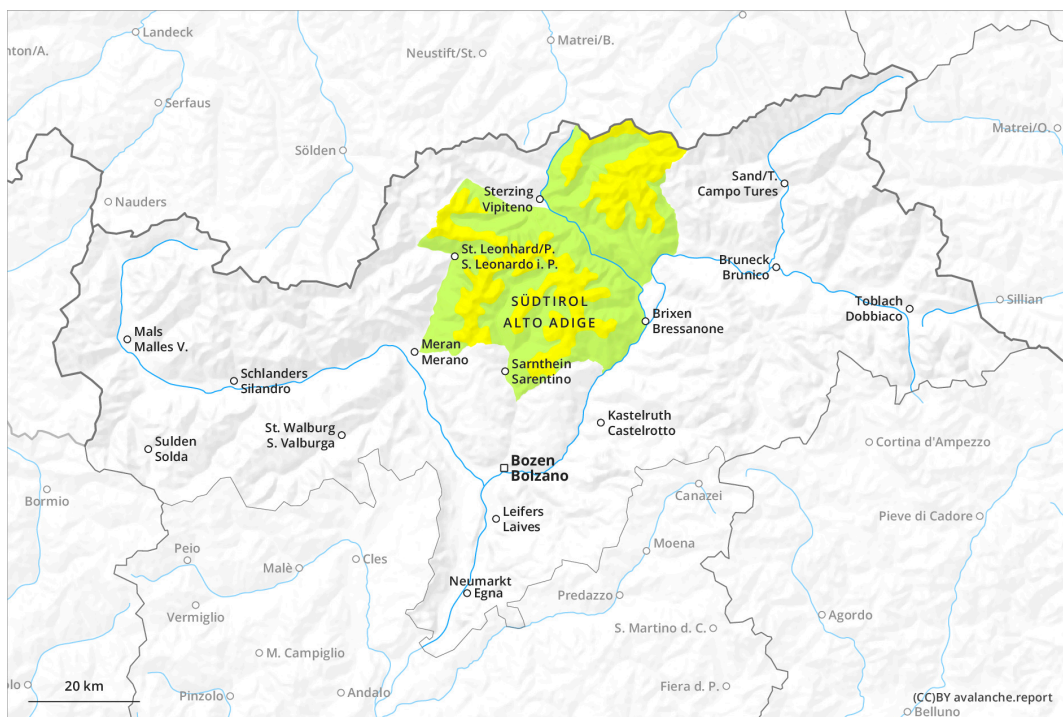 Landeck
nton/A.
Matrei/B.
Neustift/St.
Serfaus
Matrei/O.
Sölden
Sand/T.
Campo Tures
Sterzing
Vipiteno
Nauders
St. Leonhard/P.
S. Leonardo i. P.
Bruneck
Brunico
SÜDTIROL
ALTO ADIGE
Toblach
Dobbiaco
Sillian
Brixen
Bressanone
Mals
Malles V.
Meran
Merano
Sarnthein
Sarentino
Schlanders
Silandro
Kastelruth
Castelrotto
St. Walburg
S. Valburga
Sulden
Solda
Cortina d'Ampezzo
Bozen
Bolzano
Bormio
Canazei
Leifers
Laives
Pieve di Cadore
Peio
Moena
Cles
Malè
Neumarkt
Egna
Predazzo
Vermiglio
Agordo
S. Martino d. C.
M. Campiglio
olo
20 km
Pinzolo
Andalo
Fiera d. P.
(CC)BY avalanche.report
Belluno